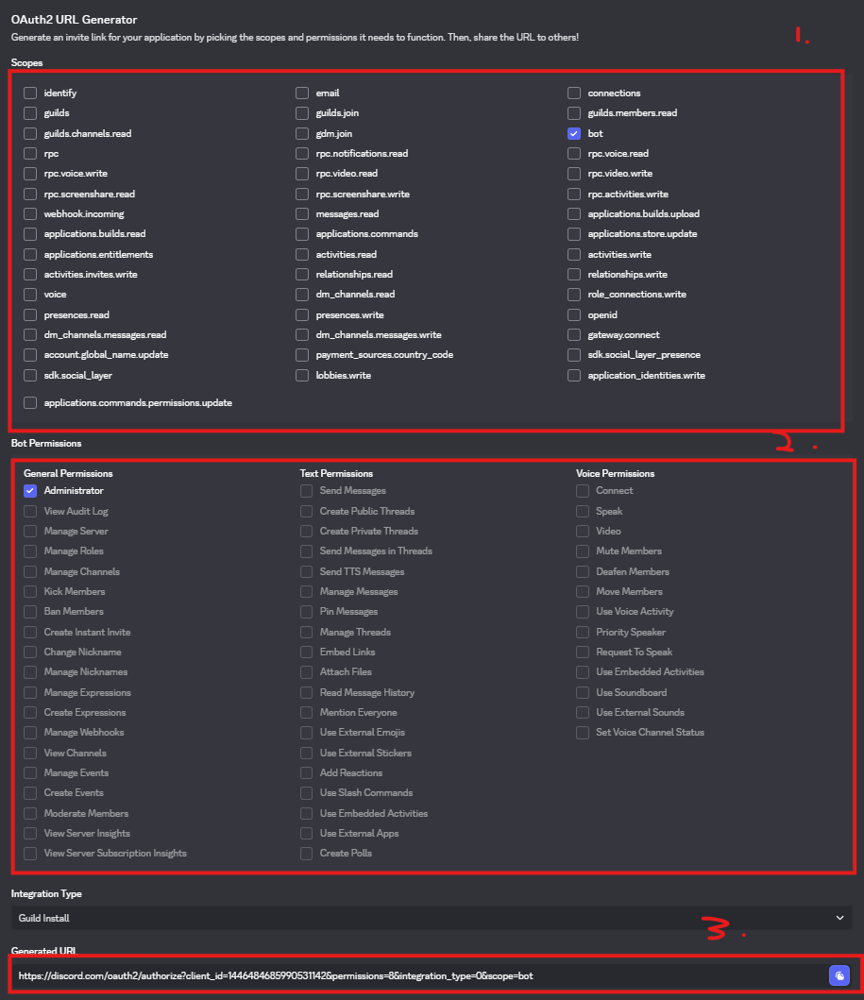 OAuth2 URL Generator
Generate an invite link for your application by picking the scopes and permissions it needs to function. Then, share the URL to others!
1.
Scopes
identify email connections
guilds guilds.join guilds.members.read
guilds.channels.read gdm.join bot
rpc rpc.notifications.read rpc.voice.read
rpc.voice.write rpc.video.read rpc.video.write
rpc.screenshare.read rpc.screenshare.write rpc.activities.write
webhook.incoming messages.read applications.builds.upload
applications.builds.read applications.commands applications.store.update
applications.entitlements activities.read activities.write
activities.invites.write relationships.read relationships.write
voice dm_channels.read role_connections.write
presences.read presences.write openid
dm_channels.messages.read dm_channels.messages.write gateway.connect
account.global_name.update payment_sources.country_code sdk.social_layer_presence
sdk.social_layer lobbies.write application_identities.write
applications.commands.permissions.update
2.
Bot Permissions
General Permissions Text Permissions Voice Permissions
Administrator Send Messages Connect
View Audit Log Create Public Threads Speak
Manage Server Create Private Threads Video
Manage Roles Send Messages in Threads Mute Members
Manage Channels Send TTS Messages Deafen Members
Kick Members Manage Messages Move Members
Ban Members Pin Messages Use Voice Activity
Create Instant Invite Manage Threads Priority Speaker
Change Nickname Embed Links Request To Speak
Manage Nicknames Attach Files Use Embedded Activities
Manage Expressions Read Message History Use Soundboard
Create Expressions Mention Everyone Use External Sounds
Manage Webhooks Use External Emojis Set Voice Channel Status
View Channels Use External Stickers
Manage Events Add Reactions
Create Events Use Slash Commands
Moderate Members Use Embedded Activities
View Server Insights Use External Apps
View Server Subscription Insights Create Polls
Integration Type
Guild Install
3.
Generated URL
https://discord.com/oauth2/authorize?client_id=1446484685990531142&permissions=8&integration_type=0&scope=bot